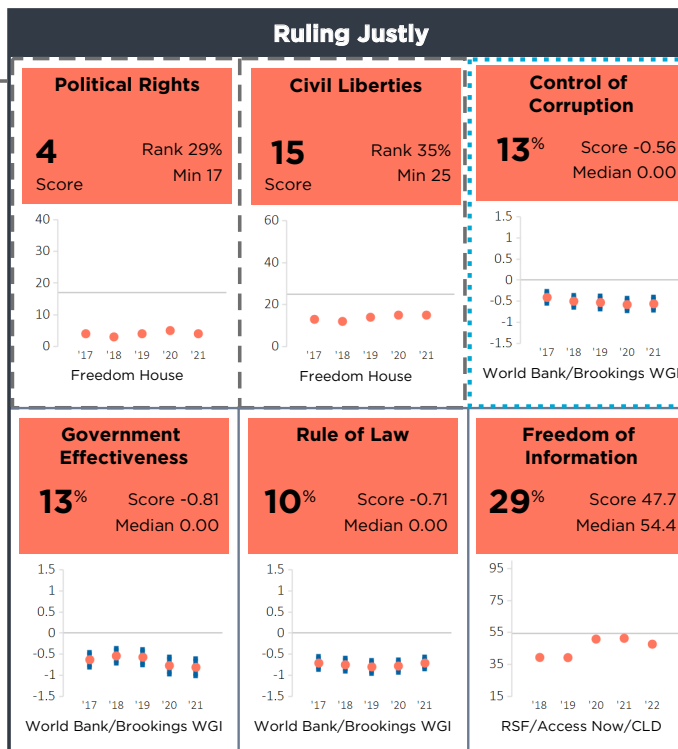 Ruling Justly
Political Rights
4
Score
Rank 29%
Min 17
40
30
20
10
0
'17 '18 '19 '20 '21
Freedom House
Civil Liberties
15
Score
Rank 35%
Min 25
60
40
20
0
'17 '18 '19 '20 '21
Freedom House
Control of
Corruption
13%
Score -0.56
Median 0.00
1.5
1
0.5
0
-0.5
-1
-1.5
'17 '18 '19 '20 '21
World Bank/Brookings WGI
Government
Effectiveness
13%
Score -0.81
Median 0.00
1.5
1
0.5
0
-0.5
-1
-1.5
'17 '18 '19 '20 '21
World Bank/Brookings WGI
Rule of Law
10%
Score -0.71
Median 0.00
1.5
1
0.5
0
-0.5
-1
-1.5
'17 '18 '19 '20 '21
World Bank/Brookings WGI
Freedom of
Information
29%
Score 47.7
Median 54.4
95
75
55
35
15
'18 '19 '20 '21 '22
RSF/Access Now/CLD